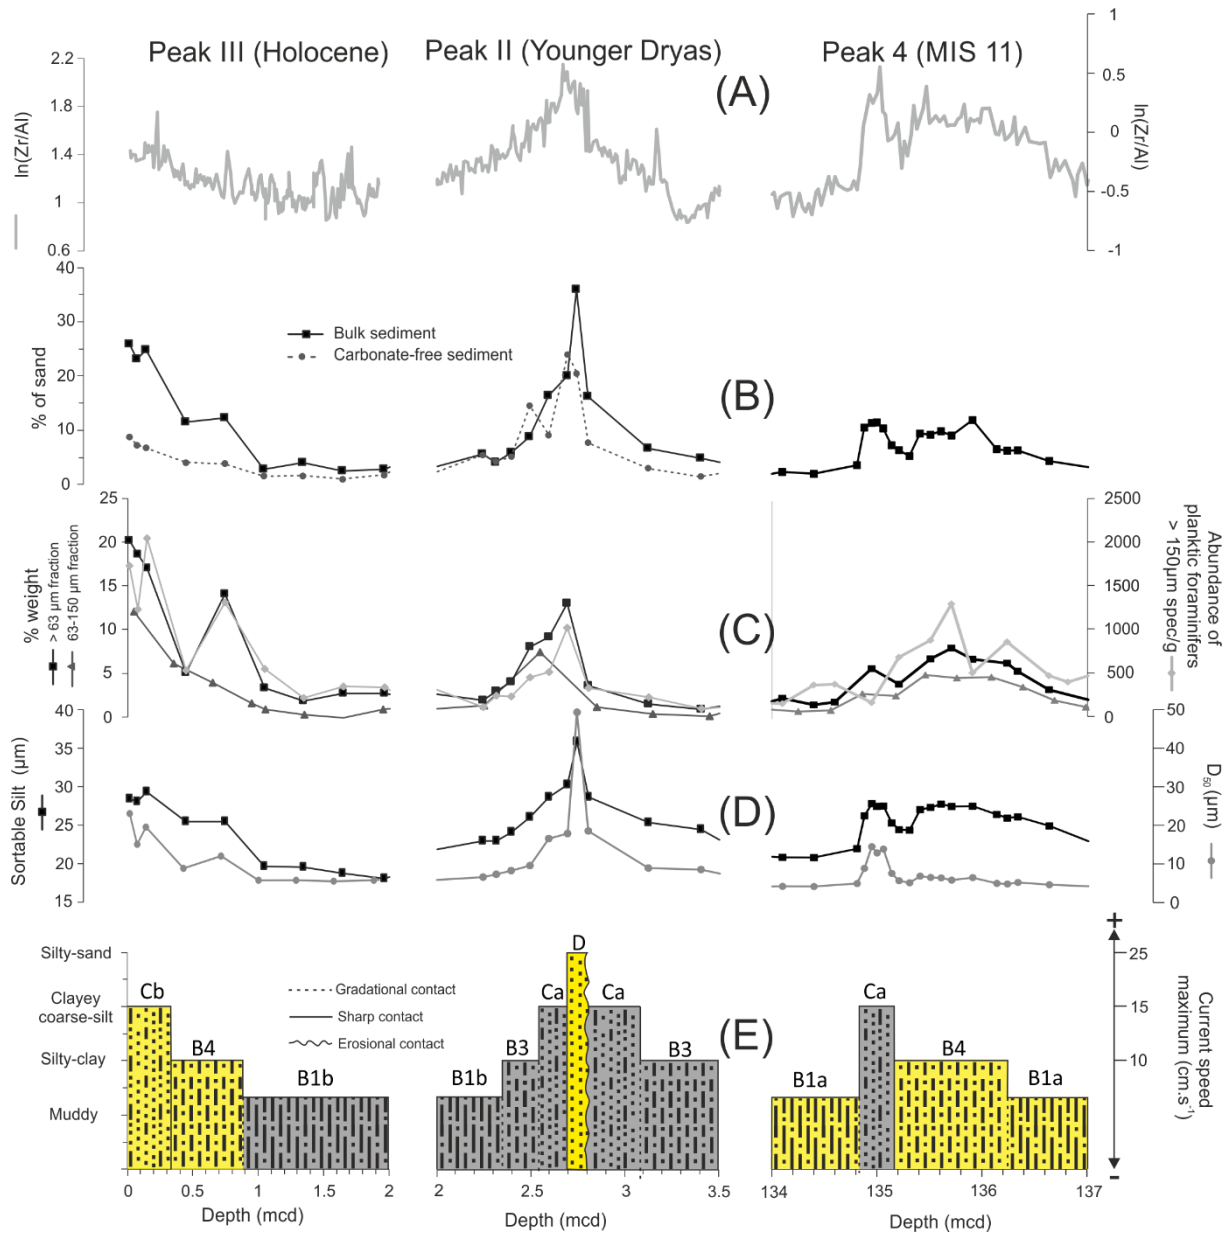 Peak III (Holocene)
Peak II (Younger Dryas)
Peak 4 (MIS 11)
(A)
ln(Zr/Al)
2.2
1.8
1.4
1
0.6
1
0.5
0
-0.5
-1
ln(Zr/Al)
% of sand
40
30
20
10
0
Bulk sediment
Carbonate-free sediment
(B)
% weight
> 63 µm fraction
63-150 µm fraction
25
20
15
10
5
0
(C)
2500
2000
1500
1000
500
0
Abundance of
planktic foraminifers
> 150µm spec/g
Sortable Silt (µm)
40
35
30
25
20
15
(D)
50
40
30
20
10
0
D50 (µm)
Silty-sand
Clayey
coarse-silt
Silty-clay
Muddy
Cb
B4
B1b
Gradational contact
Sharp contact
Erosional contact
B1b
B3
Ca
D
Ca
B3
(E)
B1a
Ca
B4
B1a
+
25
15
10
-
Current speed
maximum (cm.s-1)
0 0.5 1 1.5 2
2 2.5 3 3.5
134 135 136 137
Depth (mcd)
Depth (mcd)
Depth (mcd)